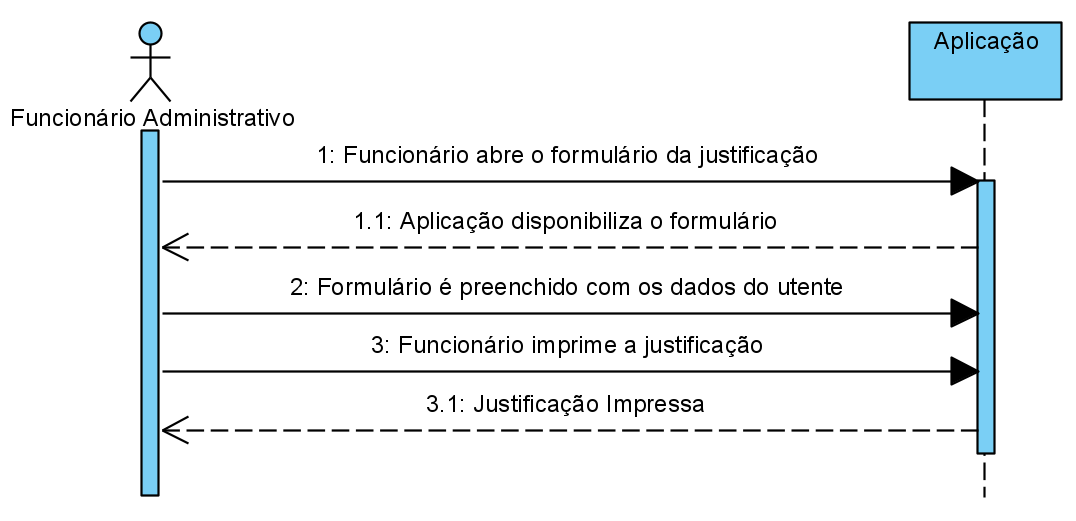 Aplicação
Funcionário Administrativo
1: Funcionário abre o formulário da justificação
1.1: Aplicação disponibiliza o formulário
2: Formulário é preenchido com os dados do utente
3: Funcionário imprime a justificação
3.1: Justificação Impressa